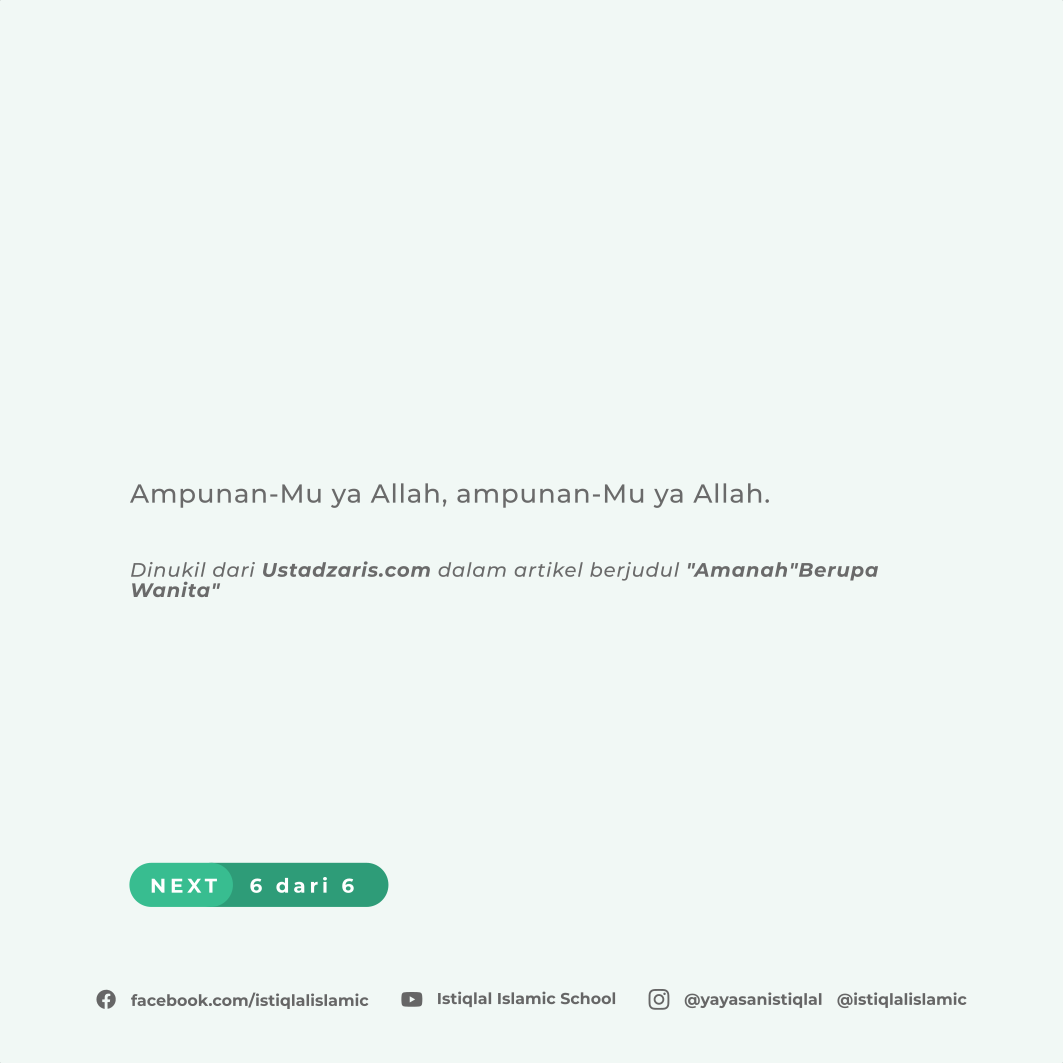 Ampunan-Mu ya Allah, ampunan-Mu ya Allah.
Dinukil dari Ustadzaris.com dalam artikel berjudul "Amanah"Berupa
Wanita"
NEXT 6 dari 6
facebook.com/istiqlalislamic Istiqlal Islamic School @yayasanistiqlal @istiqlalislamic